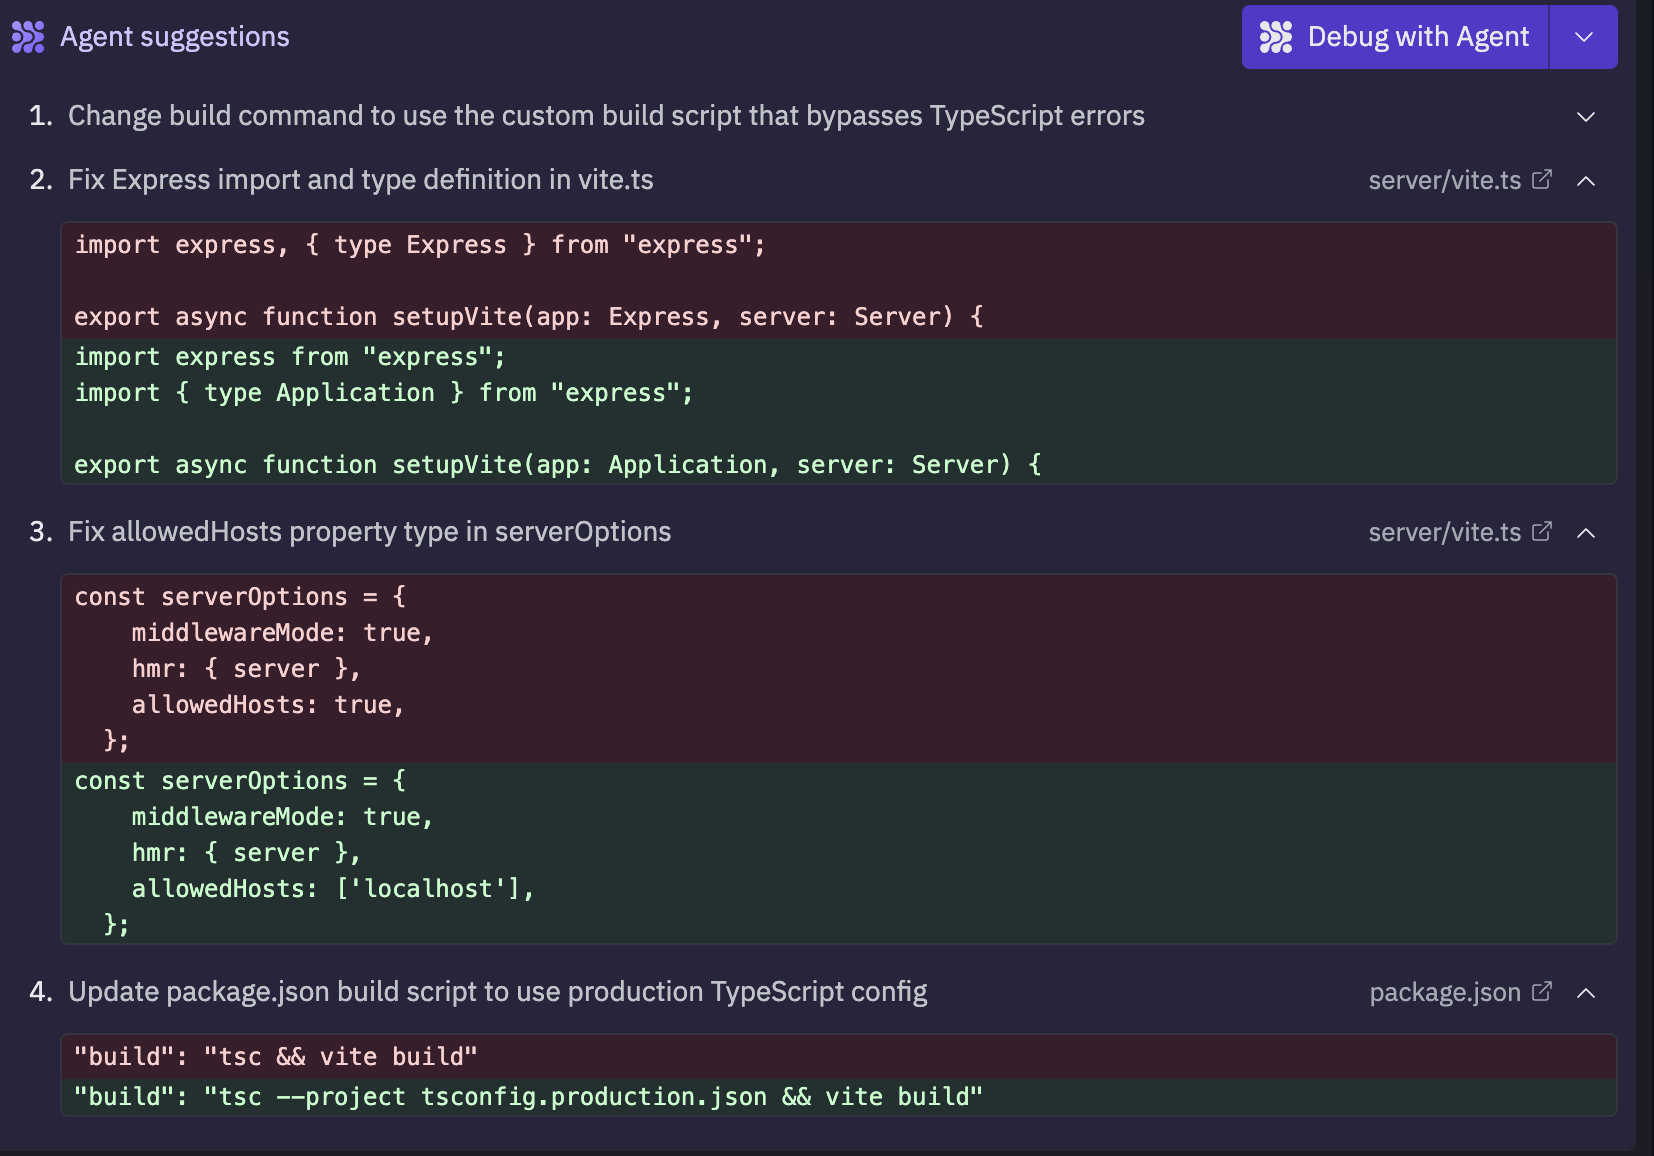 Agent suggestions
Debug with Agent
1. Change build command to use the custom build script that bypasses TypeScript errors
2. Fix Express import and type definition in vite.ts
server/vite.ts
import express, { type Express } from "express";

export async function setupVite(app: Express, server: Server) {
import express from "express";
import { type Application } from "express";

export async function setupVite(app: Application, server: Server) {
3. Fix allowedHosts property type in serverOptions
server/vite.ts
const serverOptions = {
    middlewareMode: true,
    hmr: { server },
    allowedHosts: true,
  };
const serverOptions = {
    middlewareMode: true,
    hmr: { server },
    allowedHosts: ['localhost'],
  };
4. Update package.json build script to use production TypeScript config
package.json
"build": "tsc && vite build"
"build": "tsc --project tsconfig.production.json && vite build"